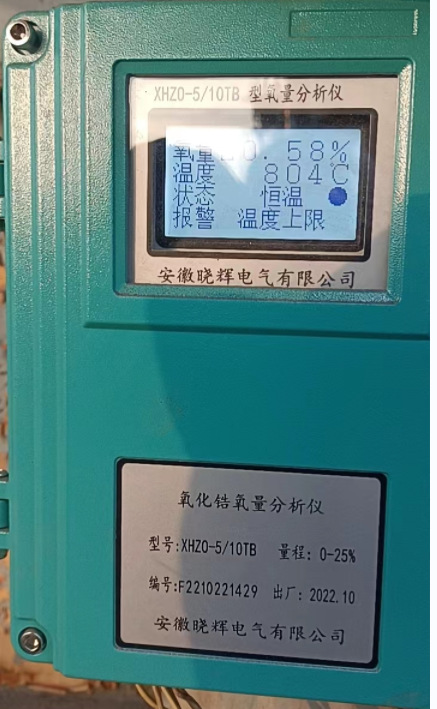 XHZO-5/10TB 型氧量分析仪
氧量20.58%
温度 804℃
状态 恒温
报警 温度上限
安徽晓辉电气有限公司
氧化锆氧量分析仪
型号:XHZO-5/10TB 量程: 0-25%
编号:F2210221429 出厂: 2022.10
安徽晓辉电气有限公司